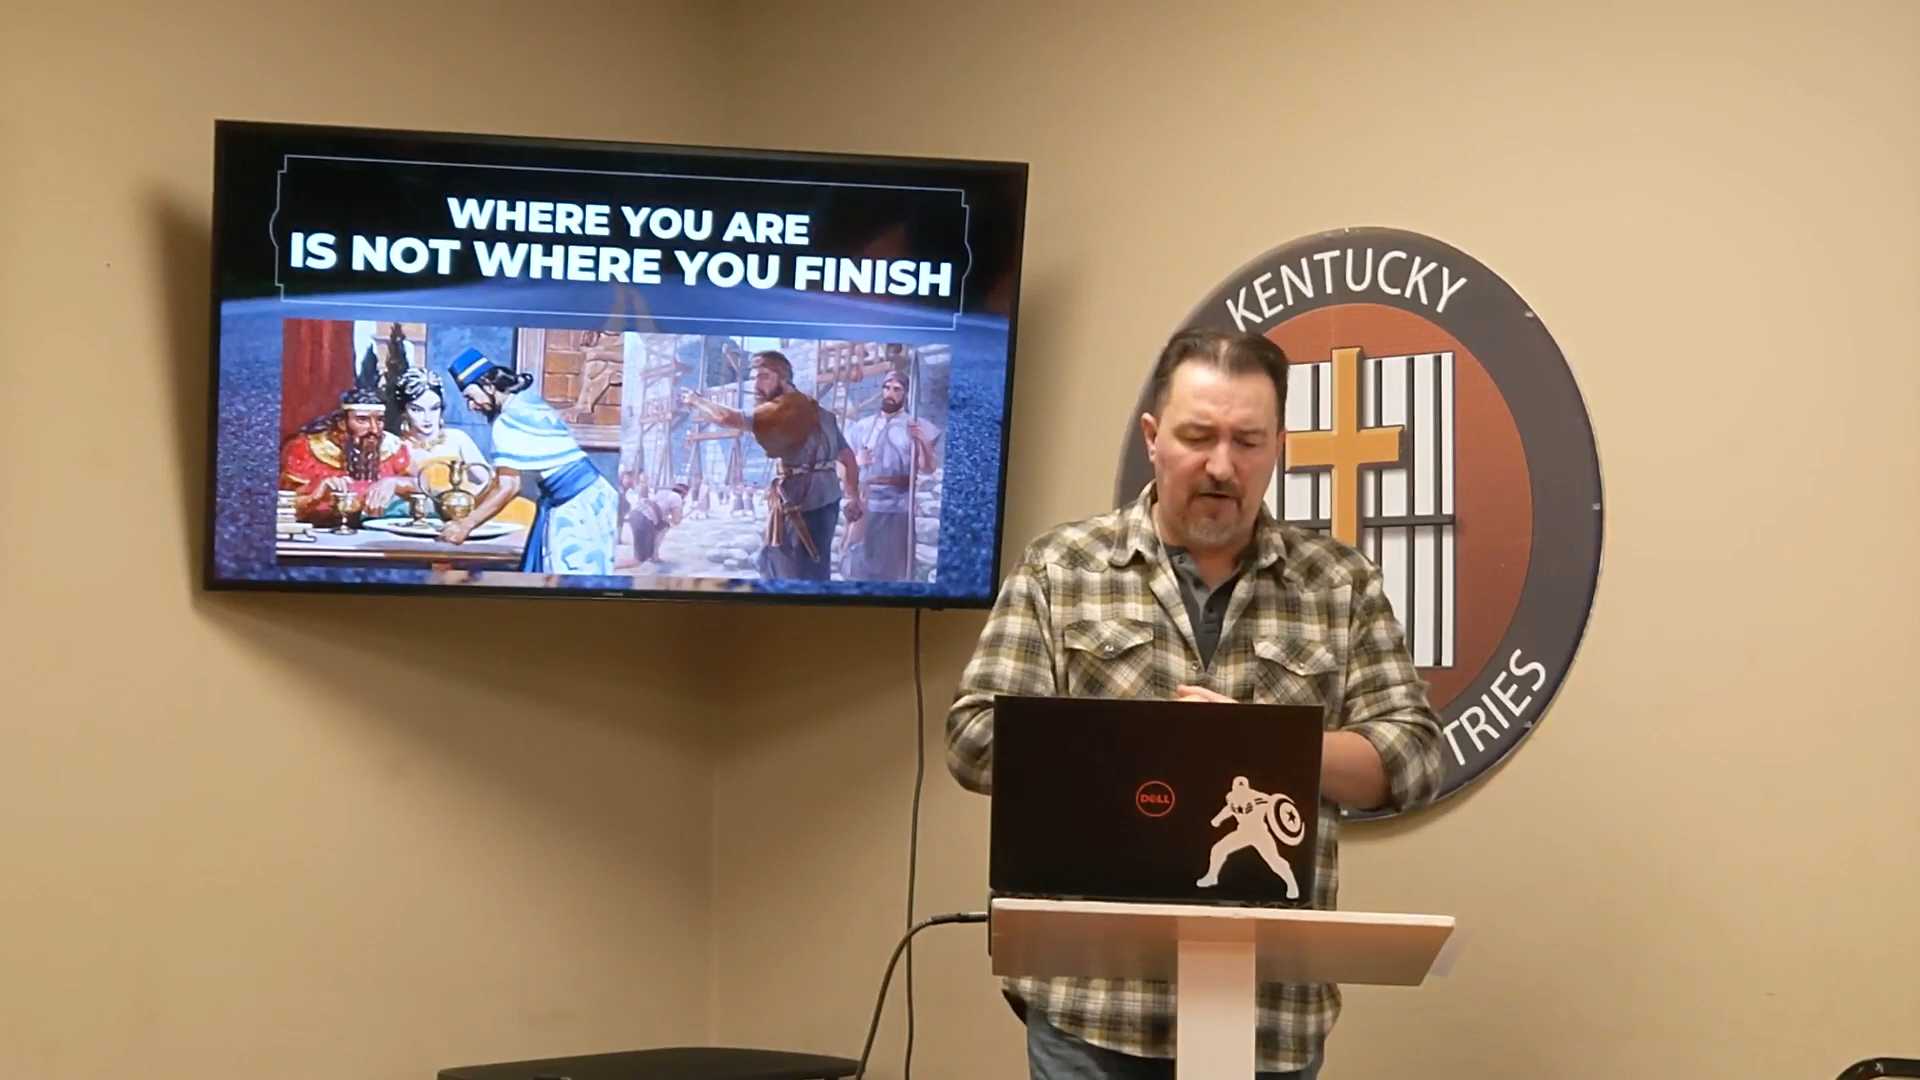 WHERE YOU ARE
IS NOT WHERE YOU FINISH
KENTUCKY
TRIES
DELL